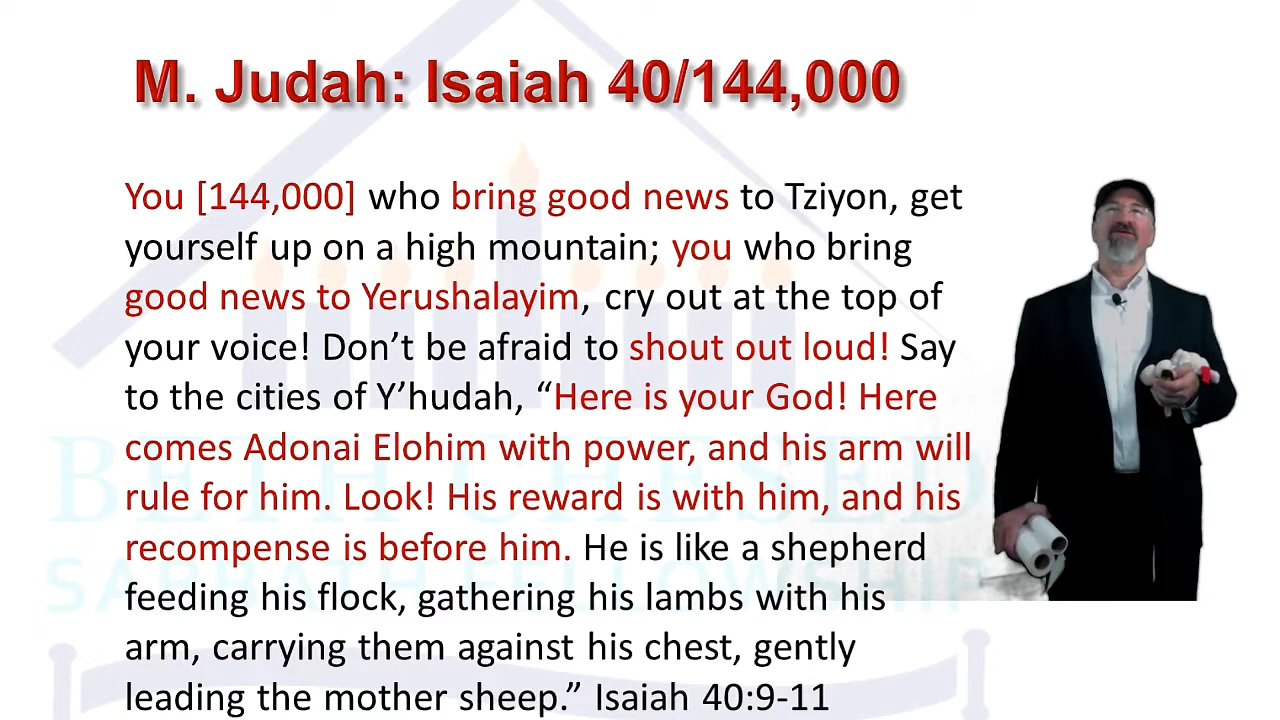 M. Judah: Isaiah 40/144,000
You [144,000] who bring good news to Tziyon, get
yourself up on a high mountain; you who bring
good news to Yerushalayim, cry out at the top of
your voice! Don’t be afraid to shout out loud! Say
to the cities of Y’hudah, “Here is your God! Here
comes Adonai Elohim with power, and his arm will
rule for him. Look! His reward is with him, and his
recompense is before him. He is like a shepherd
feeding his flock, gathering his lambs with his
arm, carrying them against his chest, gently
leading the mother sheep.” Isaiah 40:9-11
BETH CHESED
SABBATH FELLOWSHIP